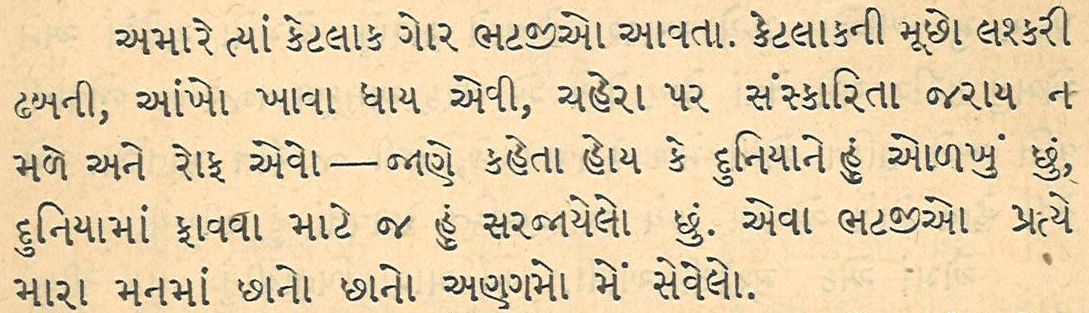 અમારે ત્યાં કેટલાક ગોર ભટજીઓ આવતા. કેટલાકની મૂછો લશ્કરી
ઢબની, આંખો ખાવા ધાય એવી, ચહેરા પર સંસ્કારિતા જરાય ન
મળે અને રોફ એવો — જાણે કહેતા હોય કે દુનિયાને હું ઓળખું છું,
દુનિયામાં ફાવવા માટે જ હું સરજાયેલો છું. એવા ભટજીઓ પ્રત્યે
મારા મનમાં છાનો છાનો અણગમો મેં સેવેલો.